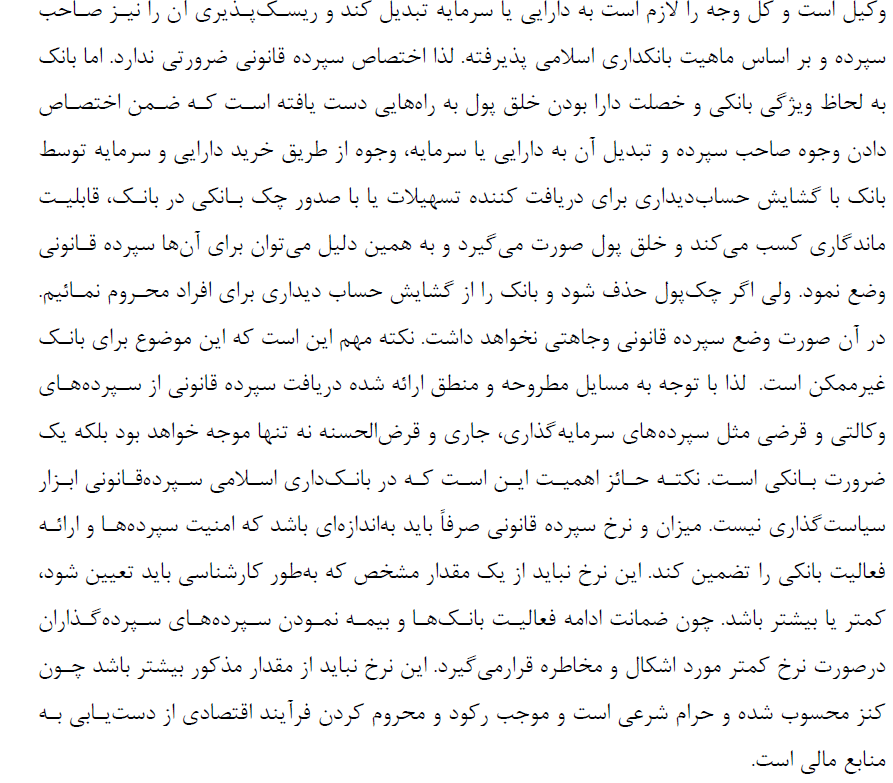 وکیل است و کل وجه را لازم است به دارایی یا سرمایه تبدیل کند و ریسک‌پذیری آن را نیز صاحب
سپرده و بر اساس ماهیت بانکداری اسلامی پذیرفته. لذا اختصاص سپرده قانونی ضرورتی ندارد. اما بانک
به لحاظ ویژگی بانکی و خصلت دارا بودن خلق پول به راه‌هایی دست یافته است که ضمن اختصاص
دادن وجوه صاحب سپرده و تبدیل آن به دارایی یا سرمایه، وجوه از طریق خرید دارایی و سرمایه توسط
بانک با گشایش حساب‌دیداری برای دریافت کننده تسهیلات یا با صدور چک بانکی در بانک، قابلیت
ماندگاری کسب می‌کند و خلق پول صورت می‌گیرد و به همین دلیل می‌توان برای آن‌ها سپرده قانونی
وضع نمود. ولی اگر چک‌پول حذف شود و بانک را از گشایش حساب دیداری برای افراد محروم نمائیم.
در آن صورت وضع سپرده قانونی وجاهتی نخواهد داشت. نکته مهم این است که این موضوع برای بانک
غیرممکن است. لذا با توجه به مسایل مطروحه و منطق ارائه شده دریافت سپرده قانونی از سپرده‌های
وکالتی و قرضی مثل سپرده‌های سرمایه‌گذاری، جاری و قرض‌الحسنه نه تنها موجه خواهد بود بلکه یک
ضرورت بانکی است. نکته حائز اهمیت این است که در بانک‌داری اسلامی سپرده‌قانونی ابزار
سیاست‌گذاری نیست. میزان و نرخ سپرده قانونی صرفاً باید به‌اندازه‌ای باشد که امنیت سپرده‌ها و ارائه
فعالیت بانکی را تضمین کند. این نرخ نباید از یک مقدار مشخص که به‌طور کارشناسی باید تعیین شود،
کمتر یا بیشتر باشد. چون ضمانت ادامه فعالیت بانک‌ها و بیمه نمودن سپرده‌های سپرده‌گذاران
درصورت نرخ کمتر مورد اشکال و مخاطره قرارمی‌گیرد. این نرخ نباید از مقدار مذکور بیشتر باشد چون
کنز محسوب شده و حرام شرعی است و موجب رکود و محروم کردن فرآیند اقتصادی از دست‌یابی به
منابع مالی است.